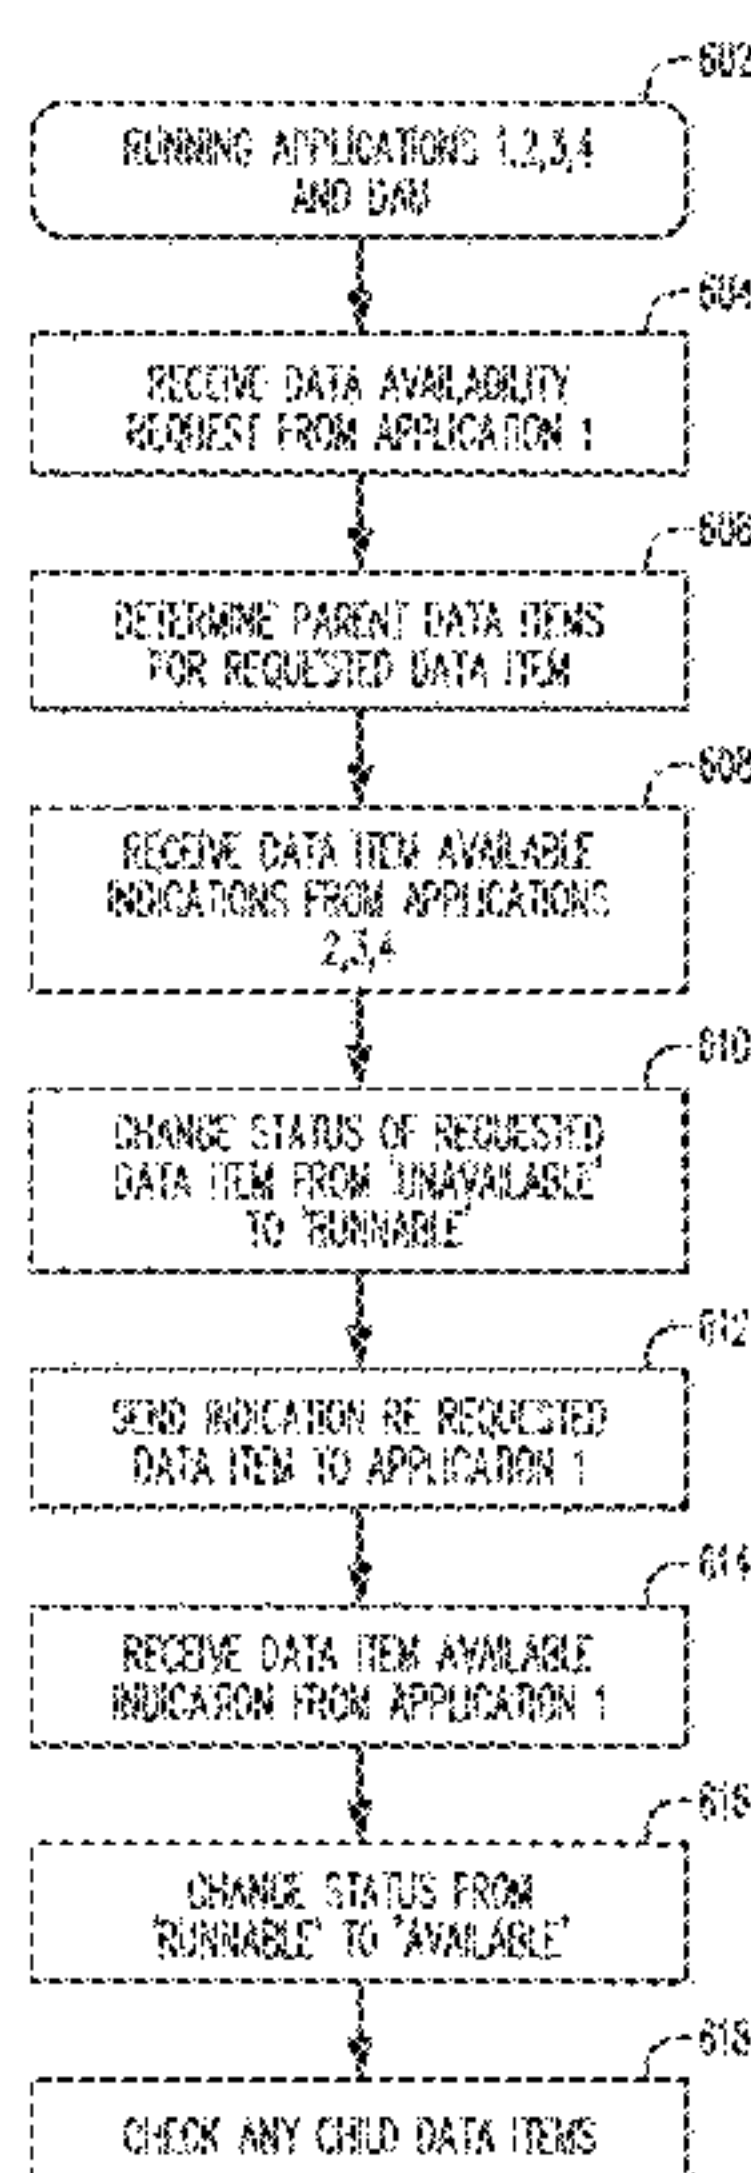 602
RUNNING APPLICATIONS 1,2,3,4
AND DAM
604
RECEIVE DATA AVAILABILITY
REQUEST FROM APPLICATION 1
606
DETERMINE PARENT DATA ITEMS
FOR REQUESTED DATA ITEM
608
RECEIVE DATA ITEM AVAILABLE
INDICATIONS FROM APPLICATIONS
2,3,4
610
CHANGE STATUS OF REQUESTED
DATA ITEM FROM 'UNAVAILABLE'
TO 'RUNNABLE'
612
SEND INDICATION RE REQUESTED
DATA ITEM TO APPLICATION 1
614
RECEIVE DATA ITEM AVAILABLE
INDICATION FROM APPLICATION 1
616
CHANGE STATUS FROM
'RUNNABLE' TO 'AVAILABLE'
618
CHECK ANY CHILD DATA ITEMS